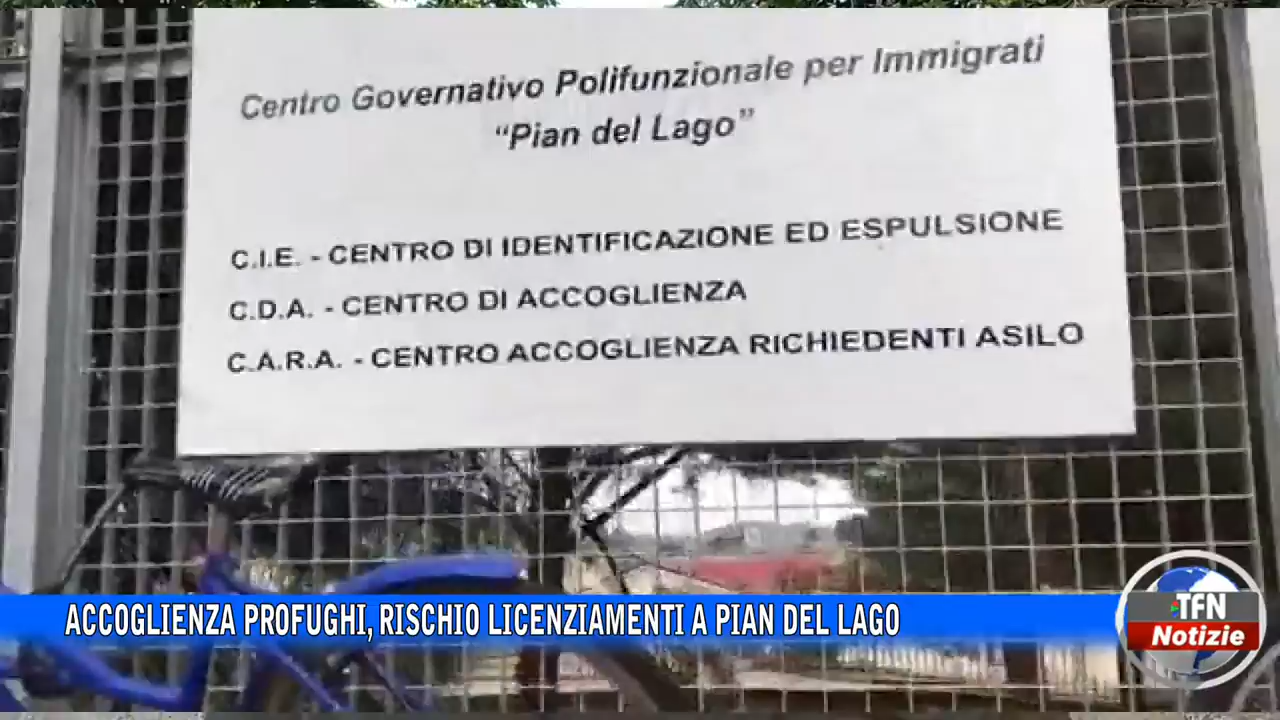 Centro Governativo Polifunzionale per Immigrati
“Pian del Lago”
C.I.E. - CENTRO DI IDENTIFICAZIONE ED ESPULSIONE
C.D.A. - CENTRO DI ACCOGLIENZA
C.A.R.A. - CENTRO ACCOGLIENZA RICHIEDENTI ASILO
ACCOGLIENZA PROFUGHI, RISCHIO LICENZIAMENTI A PIAN DEL LAGO
TFN
Notizie